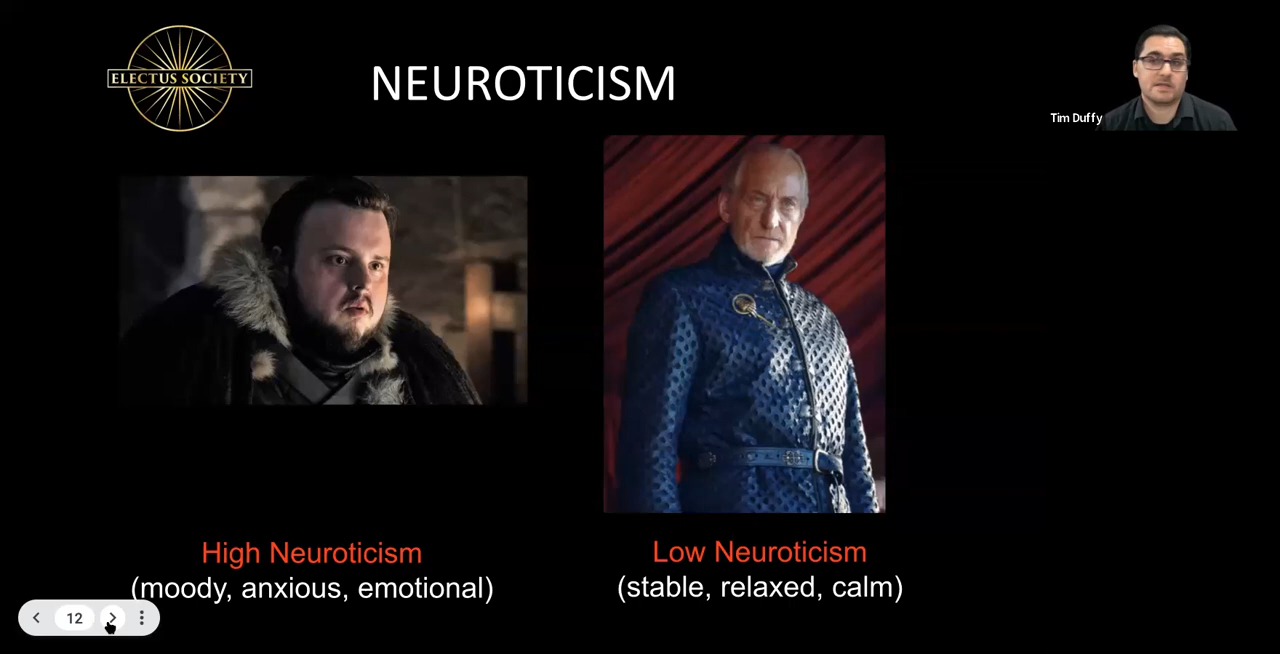 ELECTUS SOCIETY
NEUROTICISM
Tim Duffy
High Neuroticism
(moody, anxious, emotional)
Low Neuroticism
(stable, relaxed, calm)
12